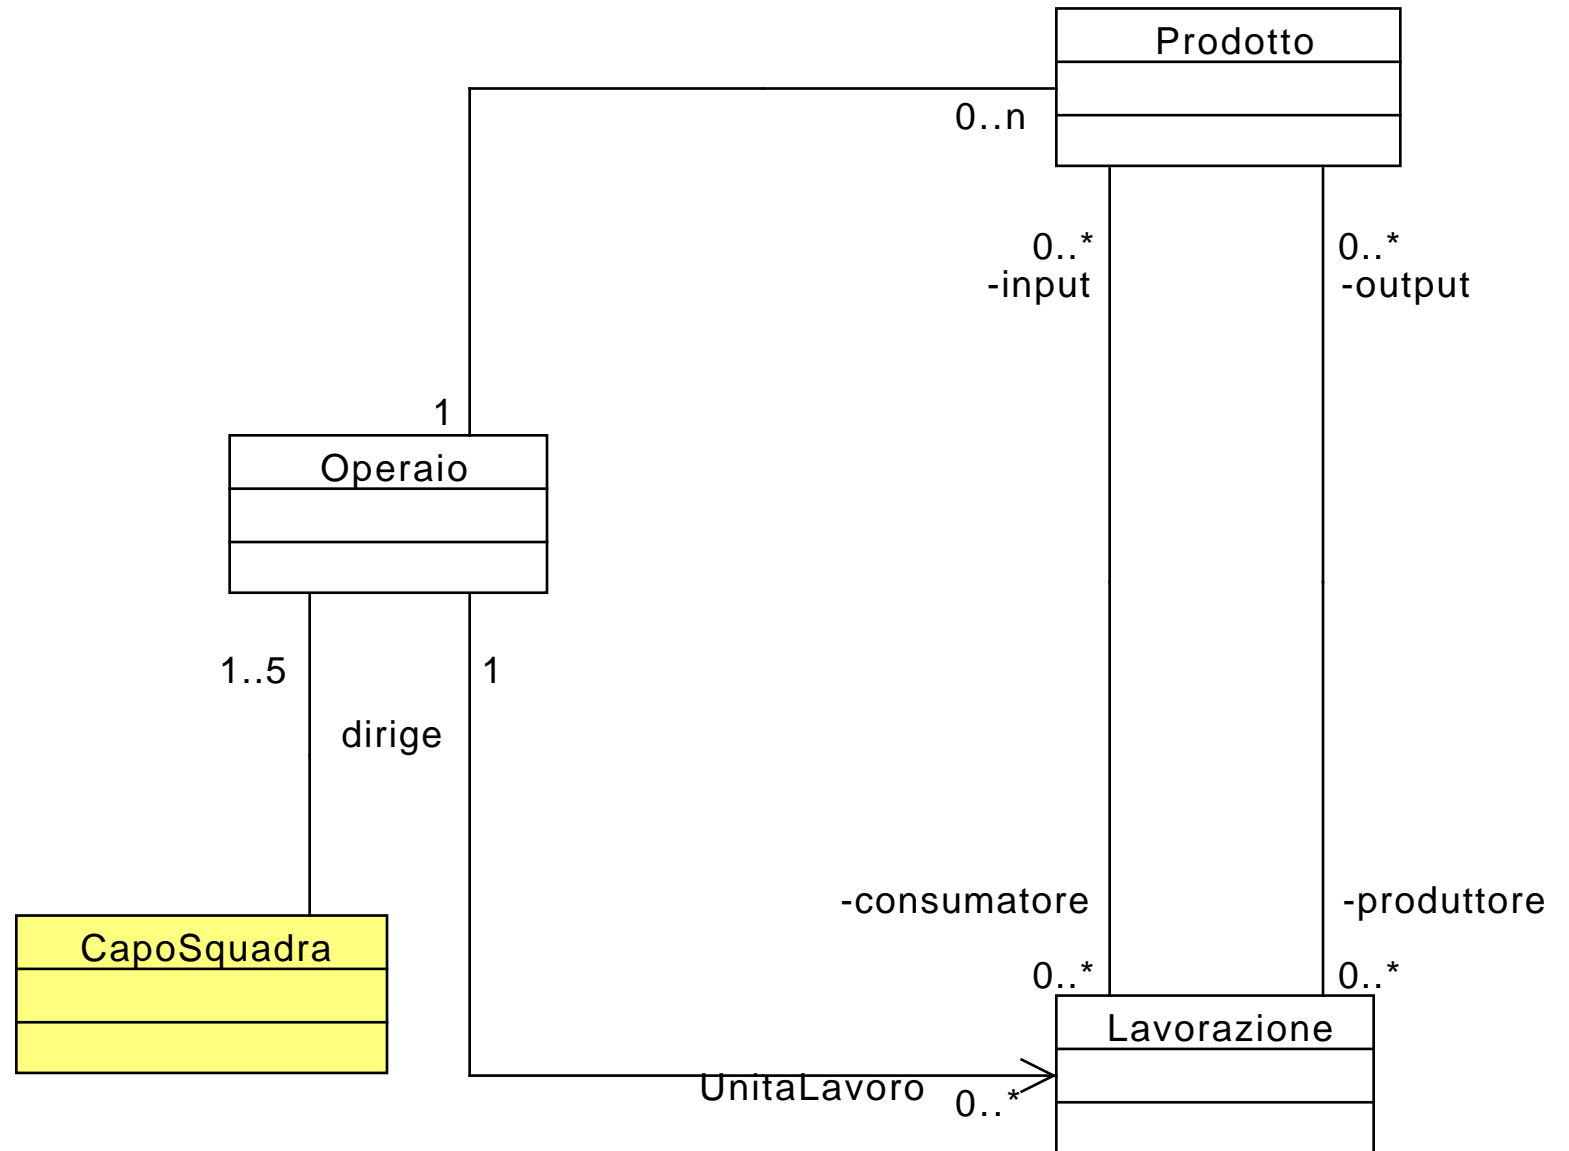 Prodotto
0..n
0..*
-input
0..*
-output
1
Operaio
1..5
1
dirige
-consumatore
-produttore
CapoSquadra
0..*
0..*
Lavorazione
UnitaLavoro
0..*